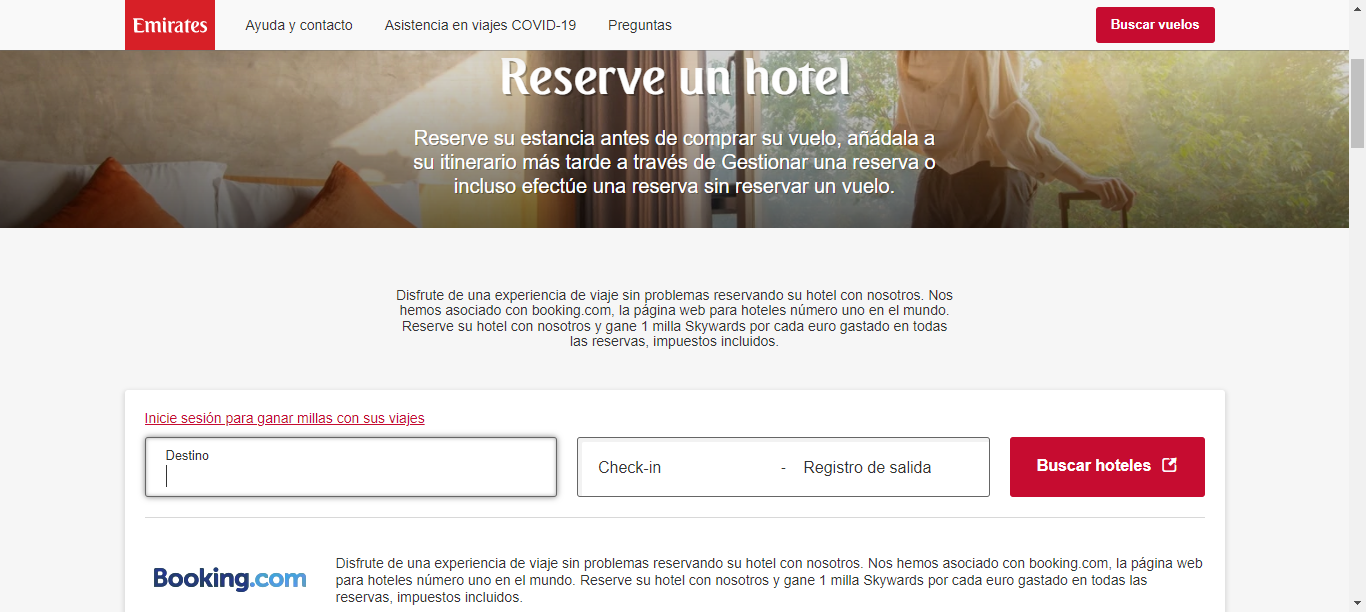 Emirates
Ayuda y contacto
Asistencia en viajes COVID-19
Preguntas
Buscar vuelos
Reserve un hotel
Reserve su estancia antes de comprar su vuelo, añádala a
su itinerario más tarde a través de Gestionar una reserva o
incluso efectúe una reserva sin reservar un vuelo.
Disfrute de una experiencia de viaje sin problemas reservando su hotel con nosotros. Nos
hemos asociado con booking.com, la página web para hoteles número uno en el mundo.
Reserve su hotel con nosotros y gane 1 milla Skywards por cada euro gastado en todas
las reservas, impuestos incluidos.
Inicie sesión para ganar millas con sus viajes
Destino
Check-in - Registro de salida
Buscar hoteles
Booking.com
Disfrute de una experiencia de viaje sin problemas reservando su hotel con nosotros. Nos hemos asociado con booking.com, la página web
para hoteles número uno en el mundo. Reserve su hotel con nosotros y gane 1 milla Skywards por cada euro gastado en todas las
reservas, impuestos incluidos.